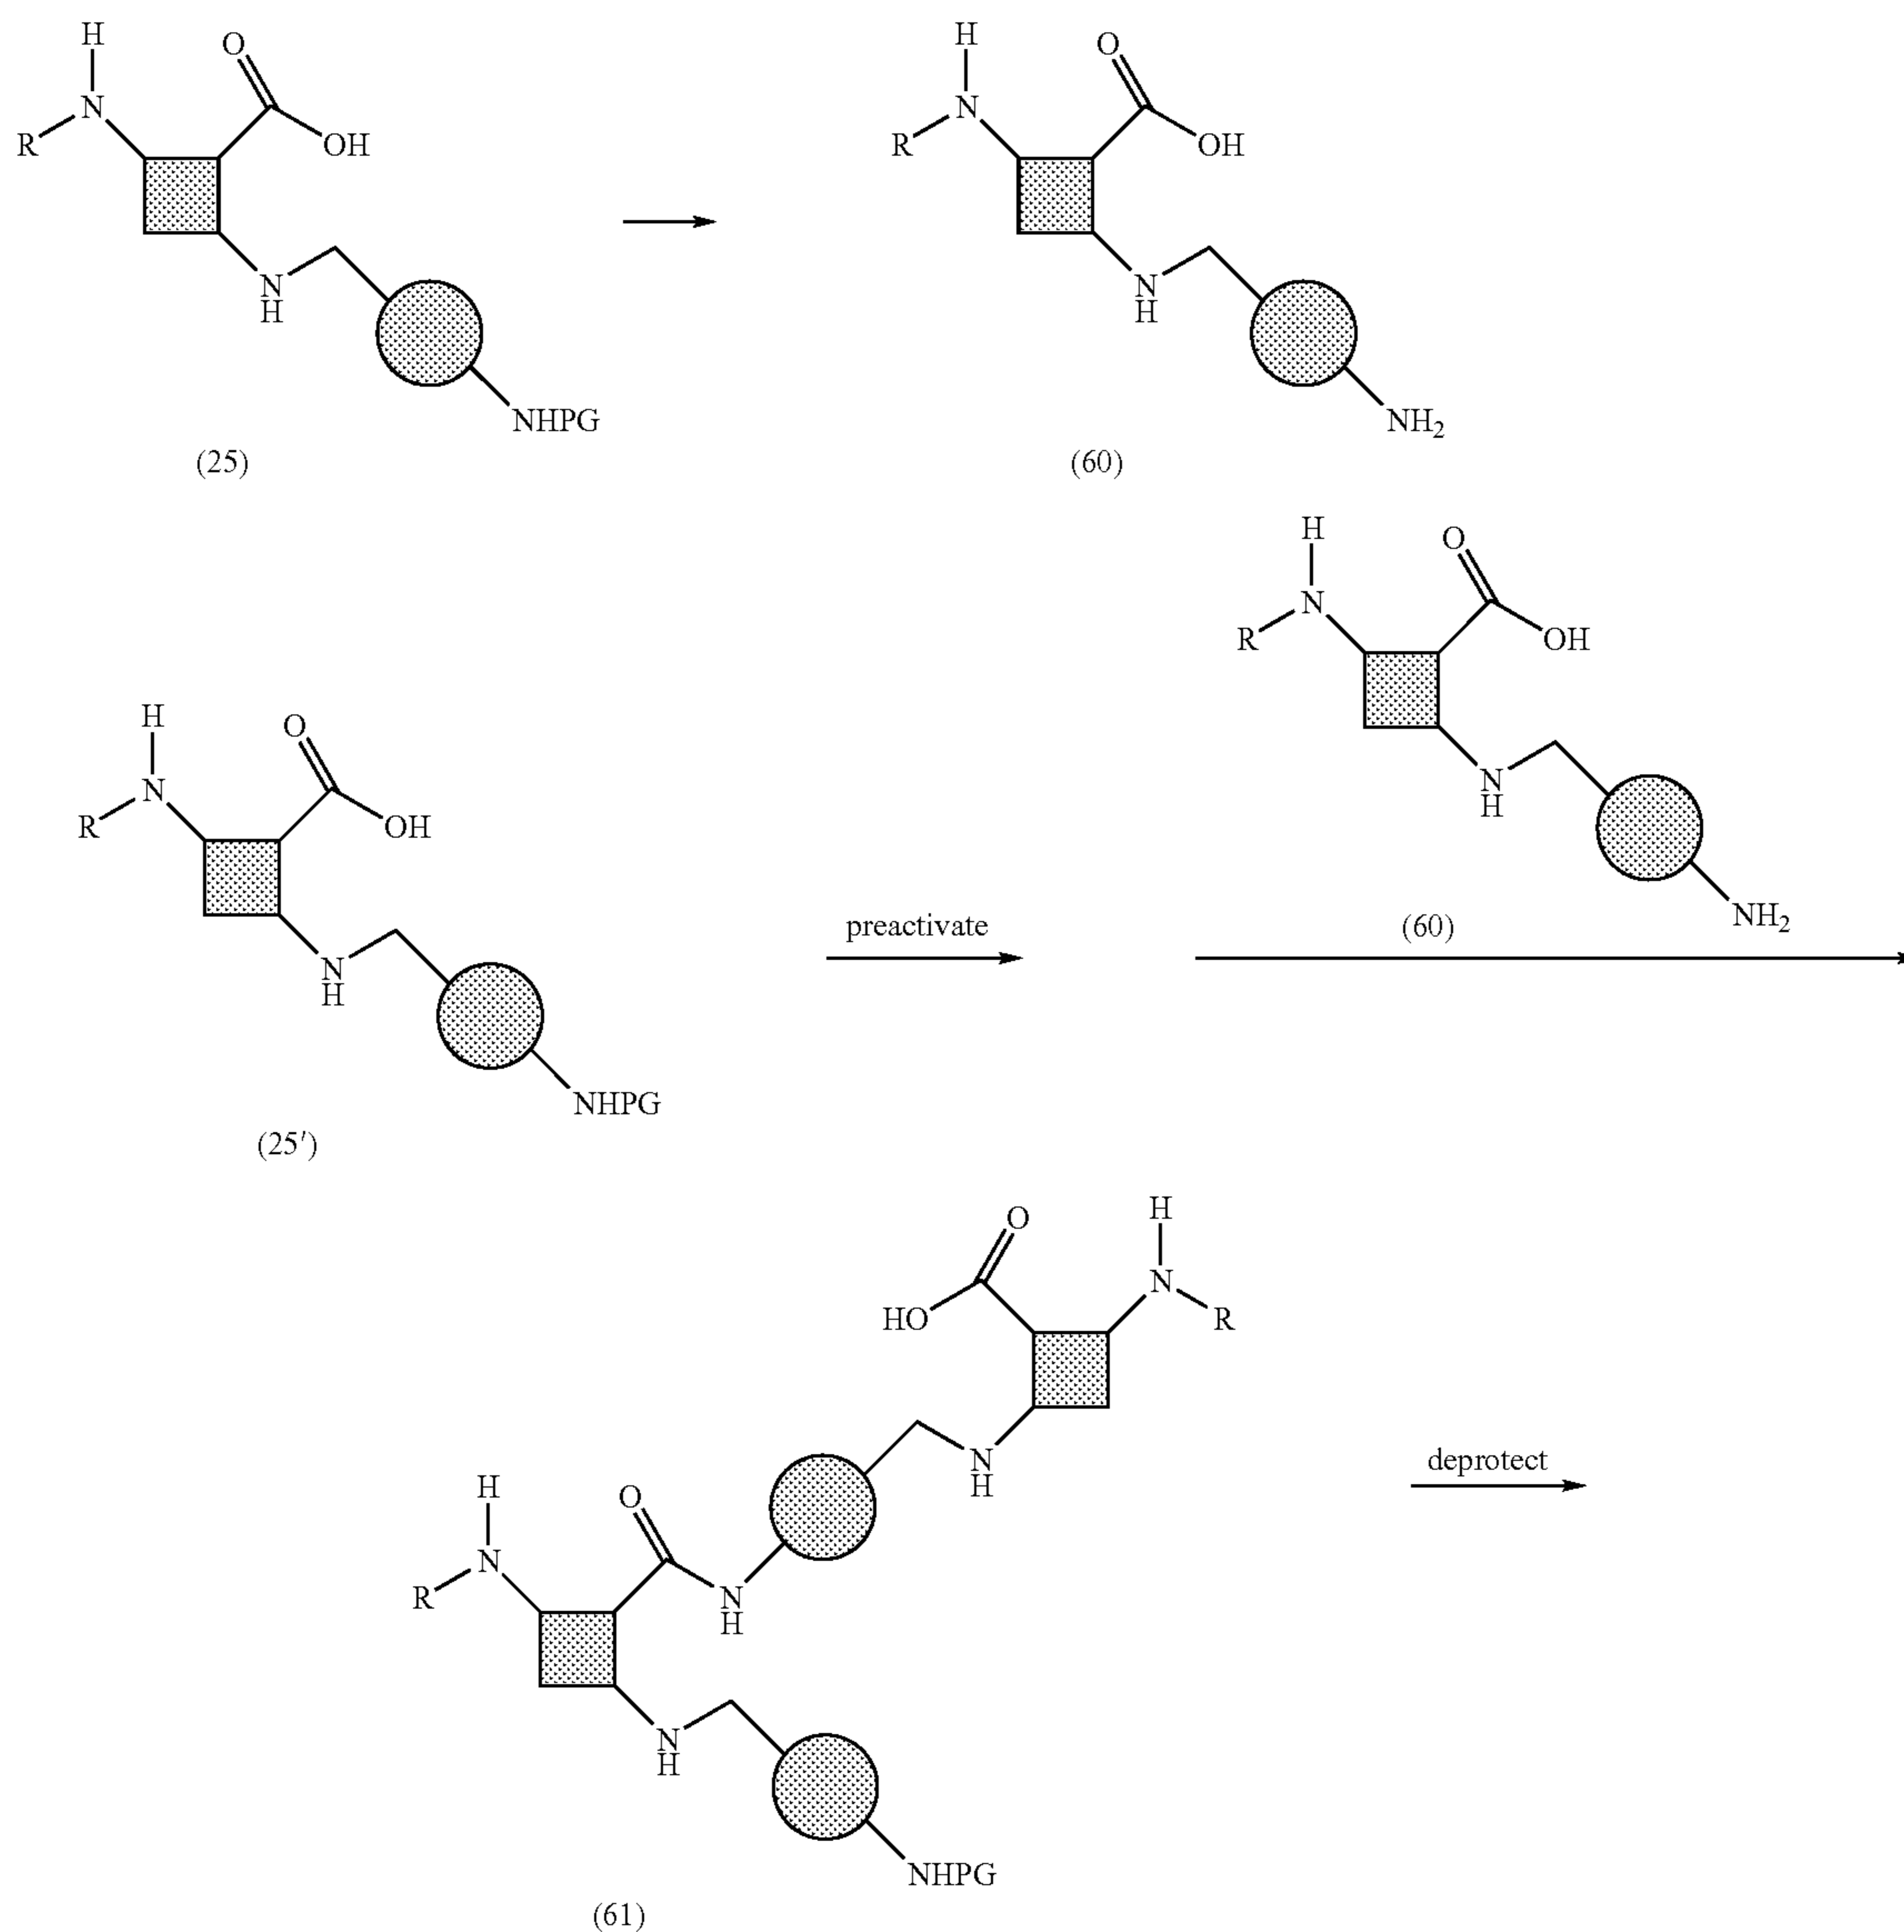 H
O
H
O
N
N
R
OH
R
OH
N
H
N
H
NHPG
NH2
(25)
(60)
H
O
N
R
OH
H
O
N
R
OH
N
H
NH2
preactivate
(60)
N
H
NHPG
(25′)
H
O
N
HO
R
N
H
H
O
N
R
N
H
deprotect
N
H
NHPG
(61)